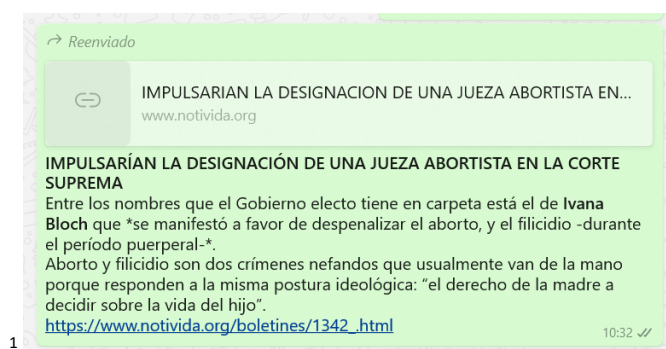 Reenviado
IMPULSARIAN LA DESIGNACION DE UNA JUEZA ABORTISTA EN...
www.notivida.org
IMPULSARÍAN LA DESIGNACIÓN DE UNA JUEZA ABORTISTA EN LA CORTE
SUPREMA
Entre los nombres que el Gobierno electo tiene en carpeta está el de Ivana
Bloch que *se manifestó a favor de despenalizar el aborto, y el filicidio -durante
el período puerperal-*.
Aborto y filicidio son dos crímenes nefandos que usualmente van de la mano
porque responden a la misma postura ideológica: “el derecho de la madre a
decidir sobre la vida del hijo”.
https://www.notivida.org/boletines/1342_.html
10:32
1